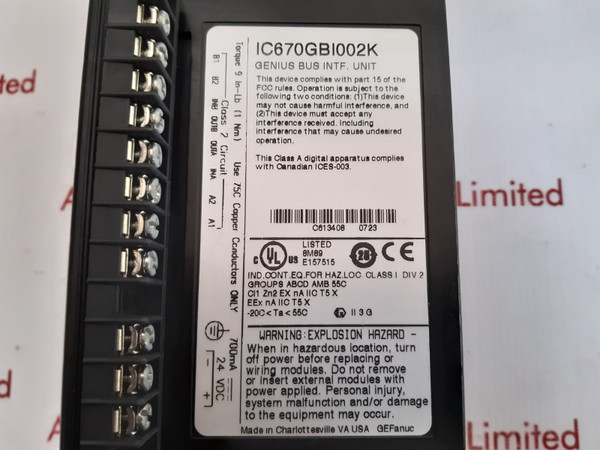 IC670GBI002K
GENIUS BUS INTF. UNIT
This device complies with part 15 of the
FCC rules. Operation is subject to the
following two conditions: (1)This device
may not cause harmful interference, and
(2)This device must accept any
interference received. Including
interference that may cause undesired
operation.
This Class A digital apparatus complies
with Canadian ICES-003.
C613408 0723
C UL US LISTED
8M89
E157515
CE
IND.CONT.EQ.FOR HAZ.LOC. CLASS I DIV 2
GROUPS ABCD AMB 55C
Cl1 Zn2 EX nA IIC T5 X
EEx nA IIC T5 X
-20C < Ta < 55C II 3 G
WARNING:EXPLOSION HAZARD -
When in hazardous location, turn
off power before replacing or
wiring modules. Do not remove
or insert external modules with
power applied. Personal injury,
system malfunction and/or damage
to the equipment may occur.
Made in Charlottesville VA USA GEFanuc
Torque 9 in-Lb (1 Nm) Use 75C Copper Conductors ONLY
Class 2 Circuit
B1 B2 INB OUTB OUTA INA A2 A1
700mA
24 VDC
- +
A
Limited
A
Limited